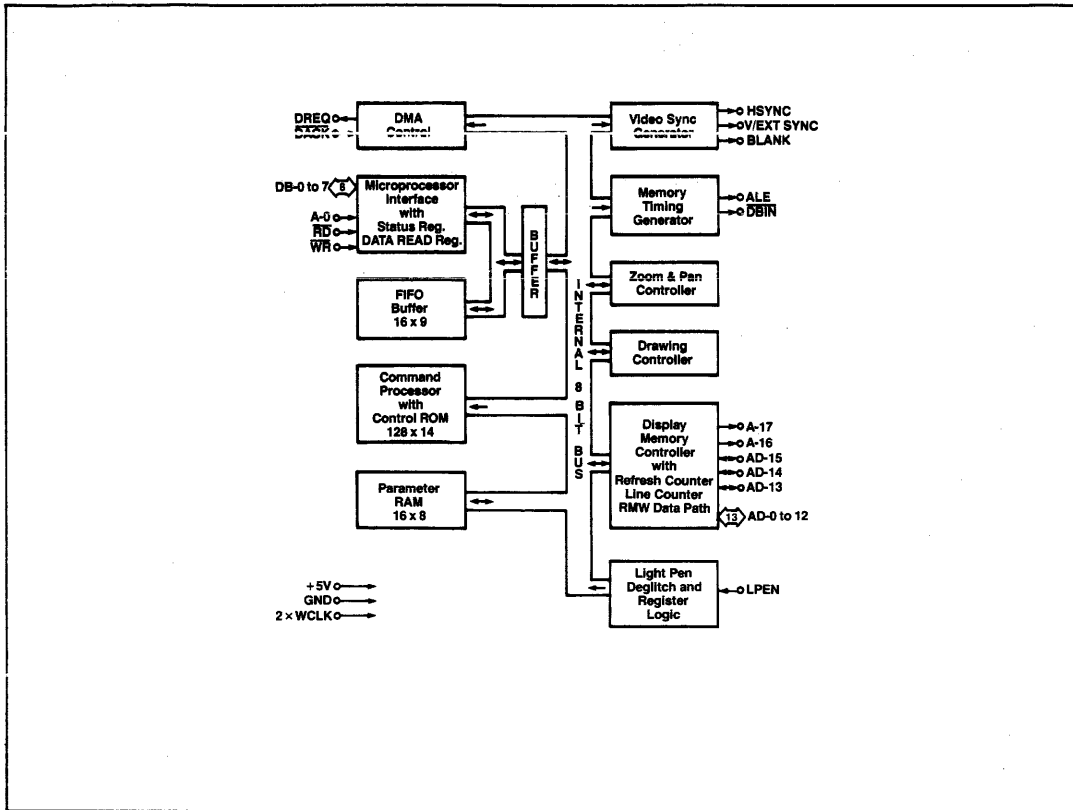 DREQ
DACK
DMA
Control
DB-0 to 7
8
A-0
RD
WR
Microprocessor
Interface
with
Status Reg.
DATA READ Reg.
FIFO
Buffer
16 x 9
Command
Processor
with
Control ROM
128 x 14
Parameter
RAM
16 x 8
+5V
GND
2 × WCLK
BUFFER
INTERNAL 8 BIT BUS
Video Sync
Generator
HSYNC
V/EXT SYNC
BLANK
Memory
Timing
Generator
ALE
DBIN
Zoom & Pan
Controller
Drawing
Controller
Display
Memory
Controller
with
Refresh Counter
Line Counter
RMW Data Path
A-17
A-16
AD-15
AD-14
AD-13
13
AD-0 to 12
Light Pen
Deglitch and
Register
Logic
LPEN